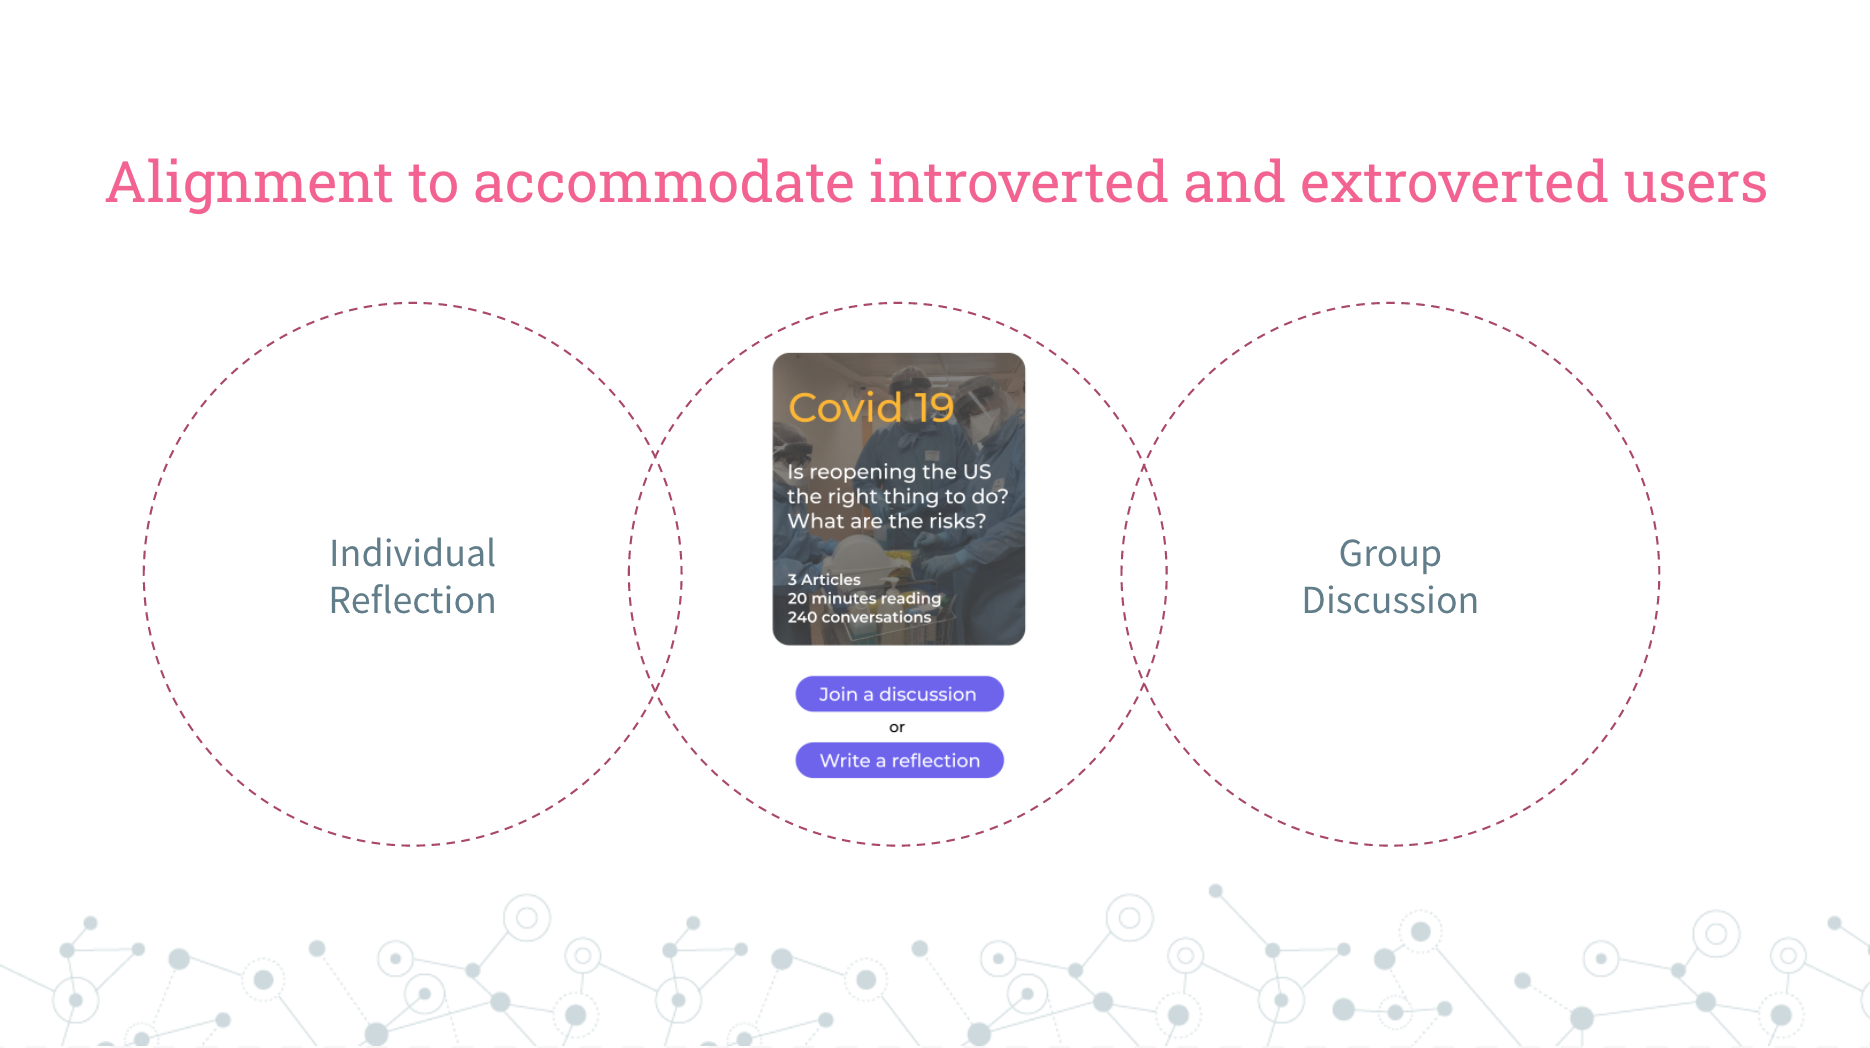 Alignment to accommodate introverted and extroverted users
Individual
Reflection
Covid 19
Is reopening the US
the right thing to do?
What are the risks?
3 Articles
20 minutes reading
240 conversations
Join a discussion
or
Write a reflection
Group
Discussion